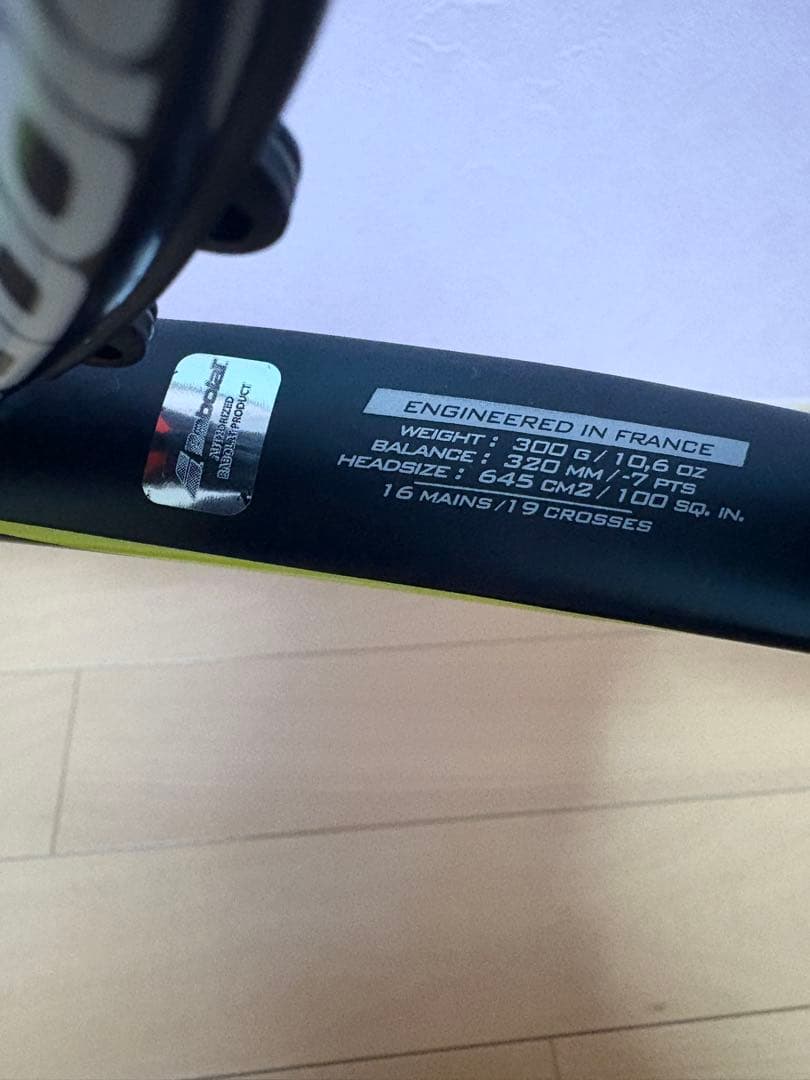 Babolat
AUTHORIZED
BABOLAT PRODUCT
ENGINEERED IN FRANCE
WEIGHT : 300 G / 10,6 OZ
BALANCE : 320 MM / -7 PTS
HEADSIZE : 645 CM2 / 100 SQ. IN.
16 MAINS / 19 CROSSES